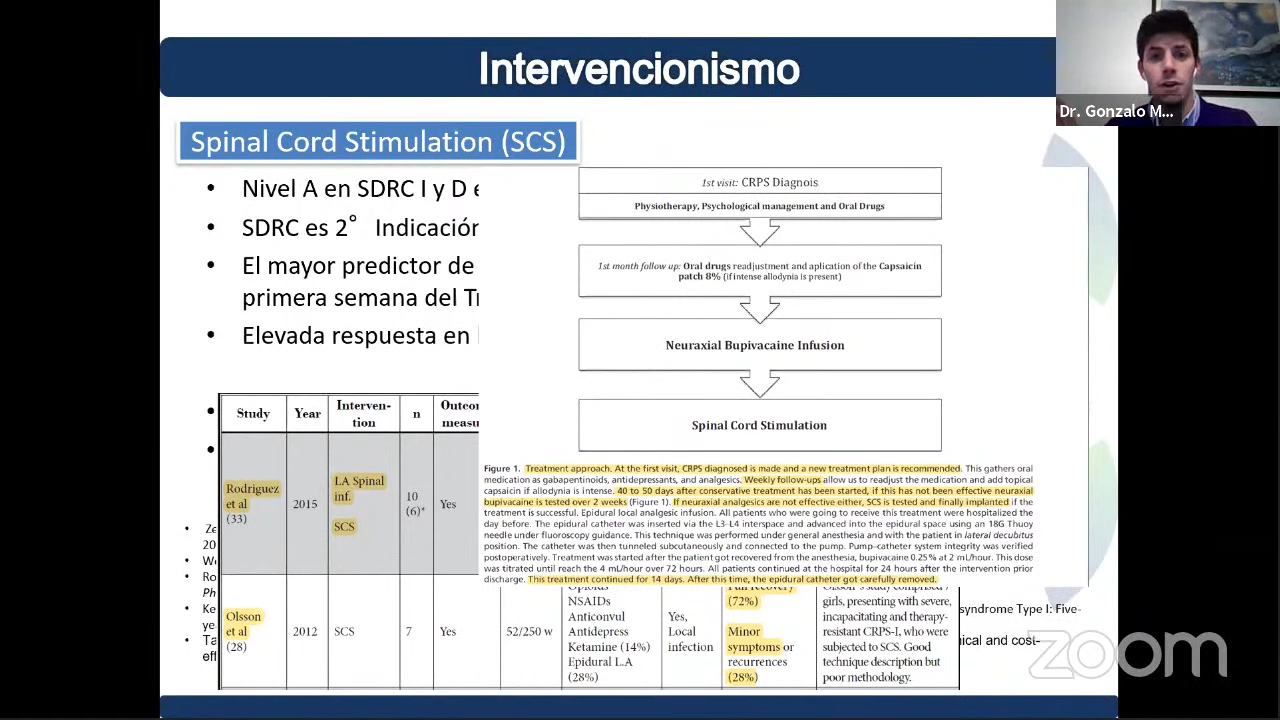 Intervencionismo
Dr. Gonzalo M...
Spinal Cord Stimulation (SCS)
• Nivel A en SDRC I y D
• SDRC es 2° Indicación
• El mayor predictor de
primera semana del
• Elevada respuesta en
1st visit: CRPS Diagnois
Physiotherapy, Psychological management and Oral Drugs
1st month follow up: Oral drugs readjustment and aplication of the Capsaicin
patch 8% (if intense allodynia is present)
Neuraxial Bupivacaine Infusion
Spinal Cord Stimulation
Figure 1. Treatment approach. At the first visit, CRPS diagnosed is made and a new treatment plan is recommended. This gathers oral
medication as gabapentinoids, antidepressants, and analgesics. Weekly follow-ups allow us to readjust the medication and add topical
capsaicin if allodynia is intense. 40 to 50 days after conservative treatment has been started, if this has not been effective neuraxial
bupivacaine is tested over 2 weeks (Figure 1). If neuraxial analgesics are not effective either, SCS is tested and finally implanted if the
treatment is successful. Epidural local analgesic infusion. All patients who were going to receive this treatment were hospitalized the
day before. The epidural catheter was inserted via the L3–L4 interspace and advanced into the epidural space using an 18G Thuoy
needle under fluoroscopy guidance. This technique was performed under general anesthesia and with the patient in lateral decubitus
position. The catheter was then tunneled subcutaneously and connected to the pump. Pump–catheter system integrity was verified
postoperatively. Treatment was started after the patient got recovered from the anesthesia, bupivacaine 0.25% at 2 mL/hour. This dose
was titrated until reach the 4 mL/hour over 72 hours. All patients continued at the hospital for 24 hours after the intervention prior
discharge. This treatment continued for 14 days. After this time, the epidural catheter got carefully removed.
Study Year Interven-
tion n
Rodriguez
et al
(33)
2015
LA Spinal
inf.
SCS
10
(6)*
Yes
Olsson
et al
(28)
2012
SCS
7
Yes
52/250 w
NSAIDs
Anticonvul
Antidepress
Ketamine (14%)
Epidural L.A
(28%)
Yes,
Local
infection
(72%)
Minor
symptoms or
recurrences
(28%)
girls, presenting with severe,
incapacitating and therapy-
resistant CRPS-I, who were
subjected to SCS. Good
technique description but
poor methodology.
syndrome Type I: Five-
zoom